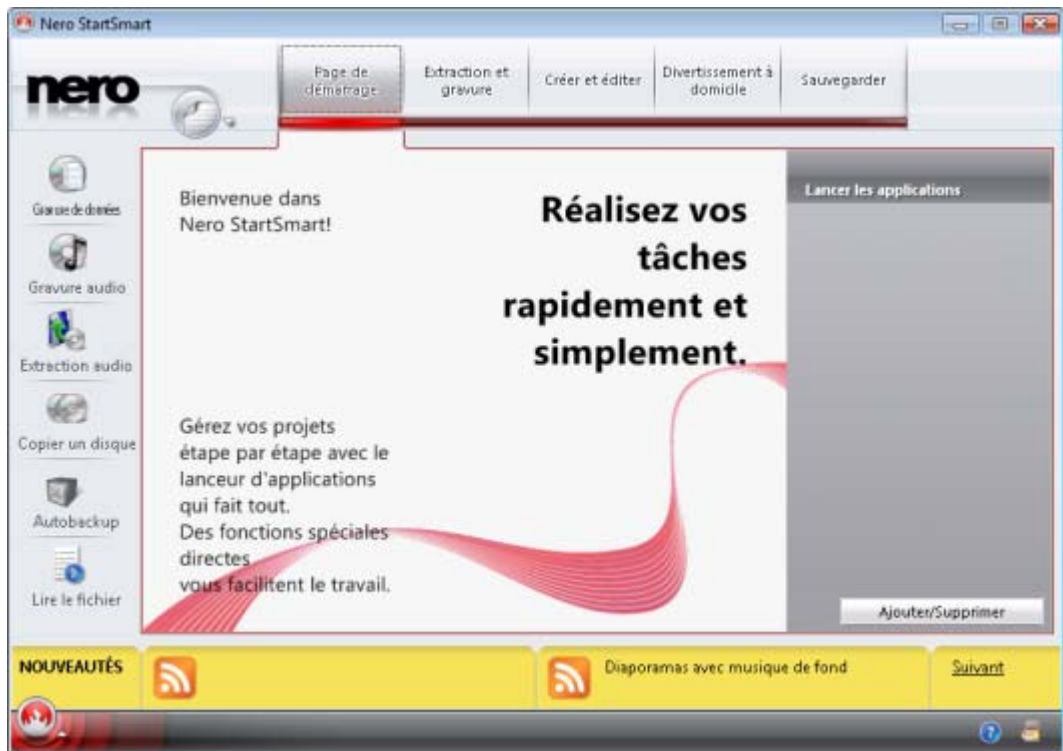 Nero StartSmart
nero
Page de
démarrage
Extraction et
gravure
Créer et éditer
Divertissement à
domicile
Sauvegarder
Gravure de données
Gravure audio
Extraction audio
Copier un disque
Autobackup
Lire le fichier
Bienvenue dans
Nero StartSmart!
Réalisez vos
tâches
rapidement et
simplement.
Gérez vos projets
étape par étape avec le
lanceur d'applications
qui fait tout.
Des fonctions spéciales
directes
vous facilitent le travail.
Lancer les applications
Ajouter/Supprimer
NOUVEAUTÉS
Diaporamas avec musique de fond
Suivant